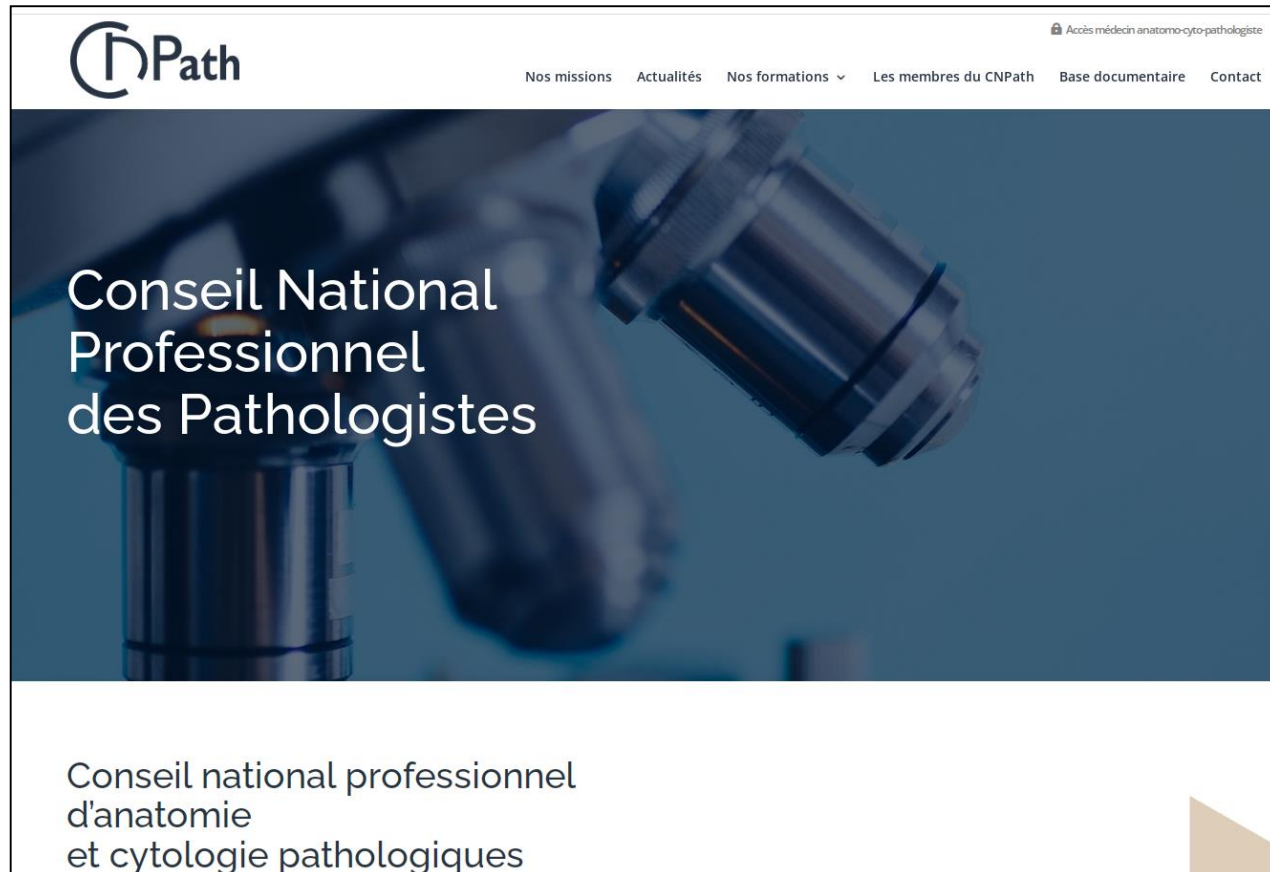 CnPath
Accès médecin anatomo-cyto-pathologiste
Nos missions Actualités Nos formations Les membres du CNPath Base documentaire Contact
Conseil National
Professionnel
des Pathologistes
Conseil national professionnel
d'anatomie
et cytologie pathologiques